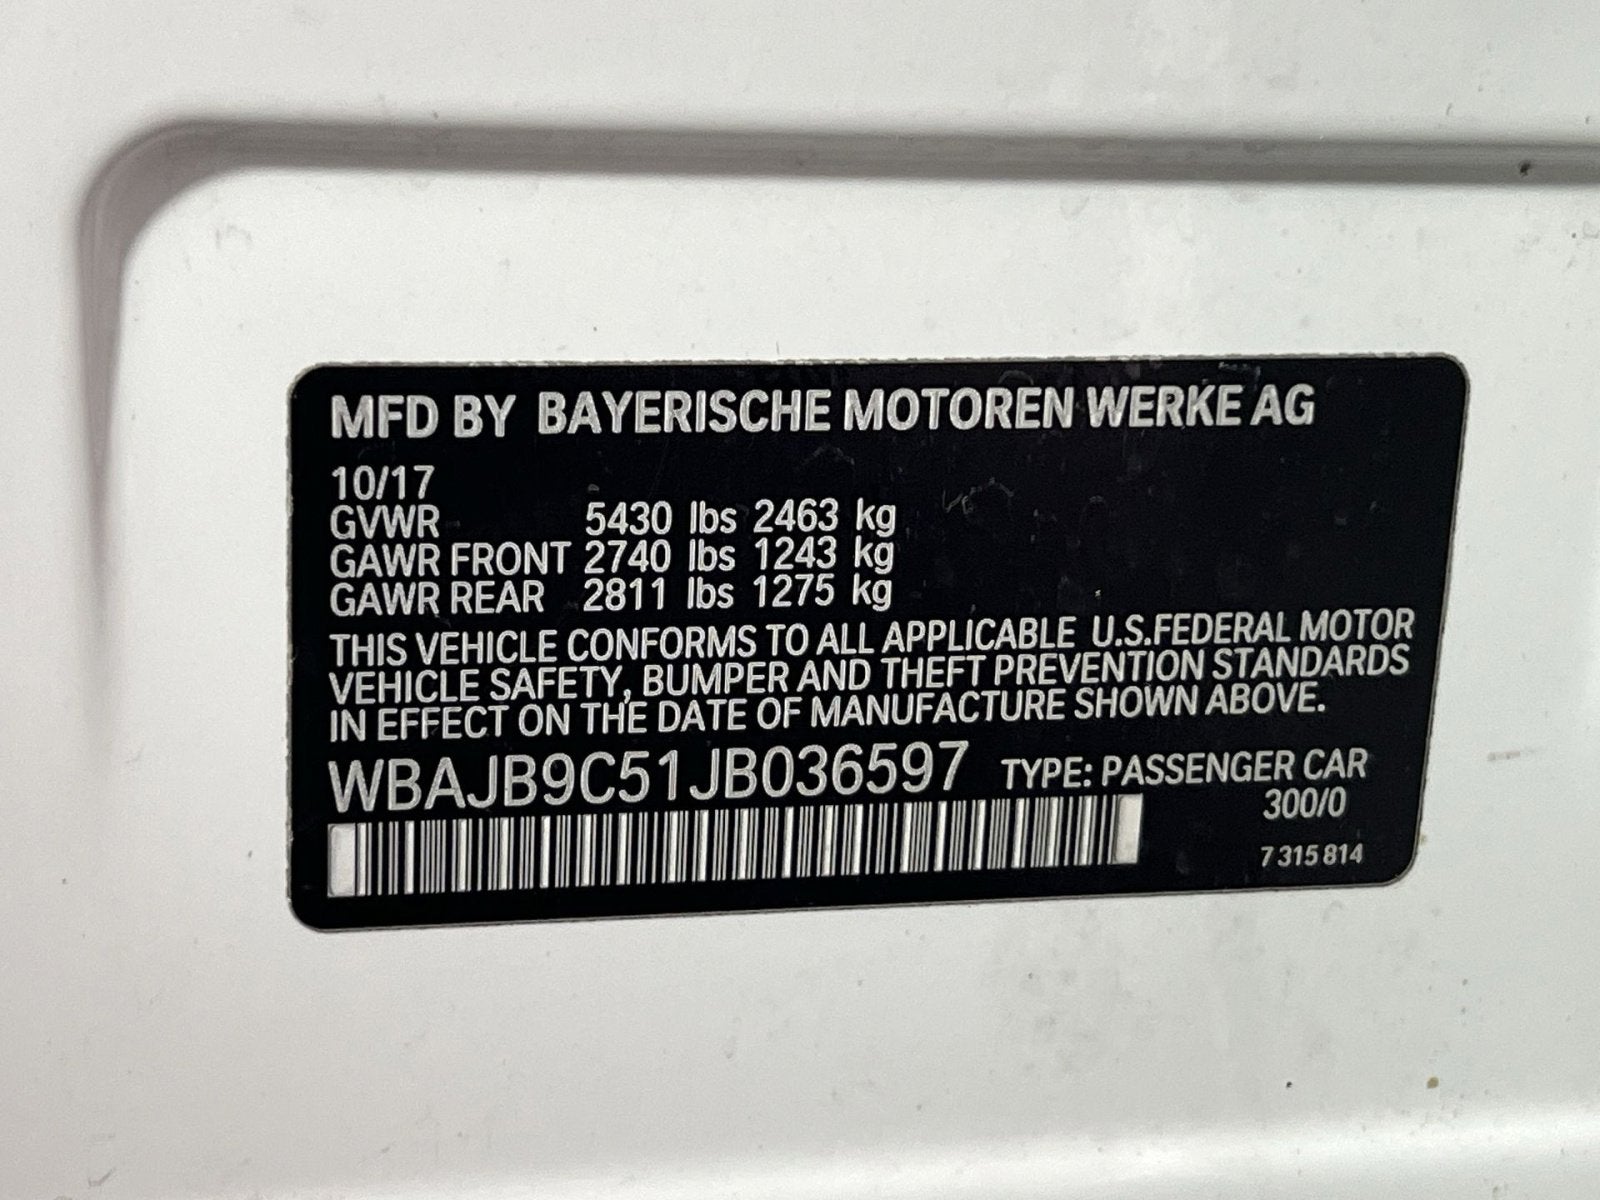 MFD BY BAYERISCHE MOTOREN WERKE AG
10/17
GVWR 5430 lbs 2463 kg
GAWR FRONT 2740 lbs 1243 kg
GAWR REAR 2811 lbs 1275 kg
THIS VEHICLE CONFORMS TO ALL APPLICABLE U.S.FEDERAL MOTOR
VEHICLE SAFETY, BUMPER AND THEFT PREVENTION STANDARDS
IN EFFECT ON THE DATE OF MANUFACTURE SHOWN ABOVE.
WBAJB9C51JB036597 TYPE: PASSENGER CAR
300/0
7 315 814